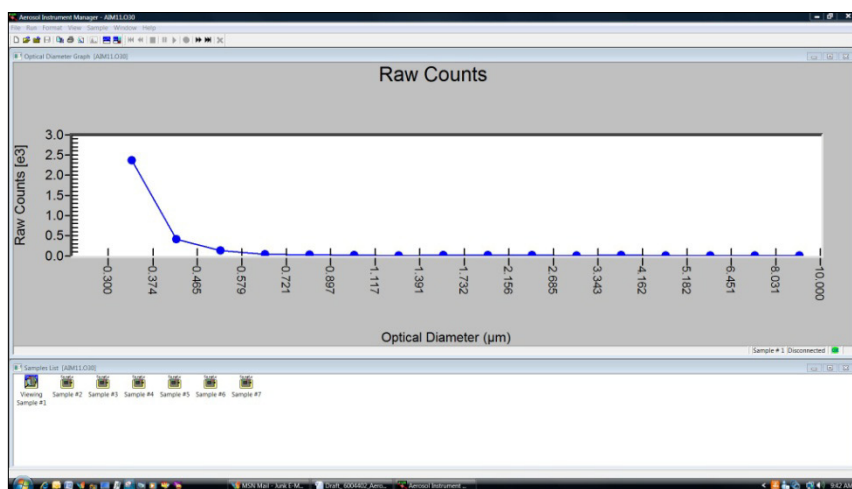 Aerosol Instrument Manager - AIM11.O30
File Run Format View Sample Window Help
Optical Diameter Graph [AIM11.O30]
Raw Counts
Raw Counts [e3]
3.0
2.5
2.0
1.5
1.0
0.5
0.0
0.300
0.374
0.465
0.579
0.721
0.897
1.117
1.391
1.732
2.156
2.685
3.343
4.162
5.182
6.451
8.031
10.000
Optical Diameter (µm)
Sample # 1 Disconnected
Samples List [AIM11.O30]
Viewing Sample #2 Sample #3 Sample #4 Sample #5 Sample #6 Sample #7
Sample #1
MSN Mail - Junk E-M... Draft_6004402_Aero... Aerosol Instrument ...
9:42 AM